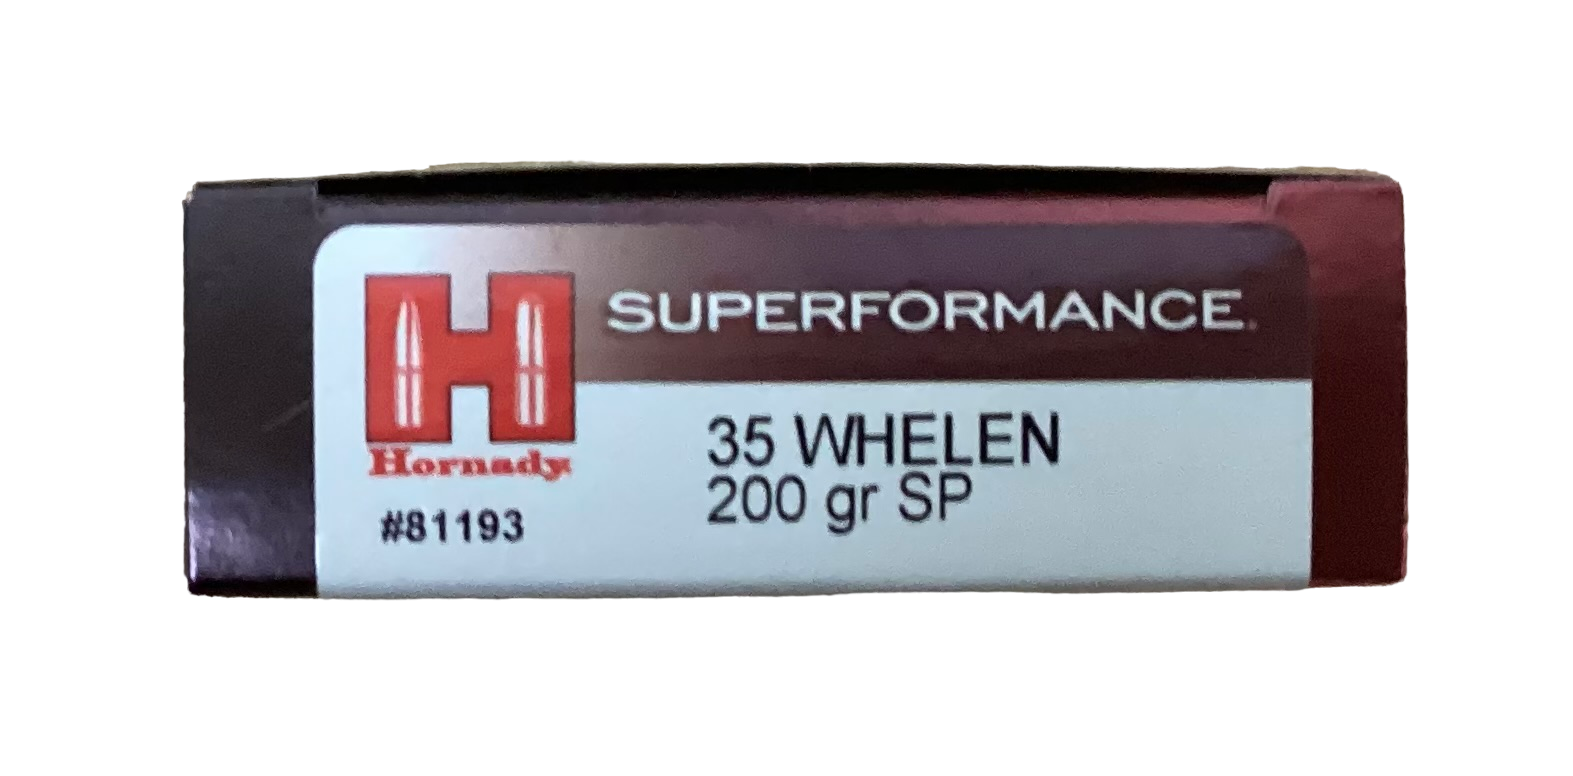 SUPERFORMANCE
Hornady
#81193
35 WHELEN
200 gr SP